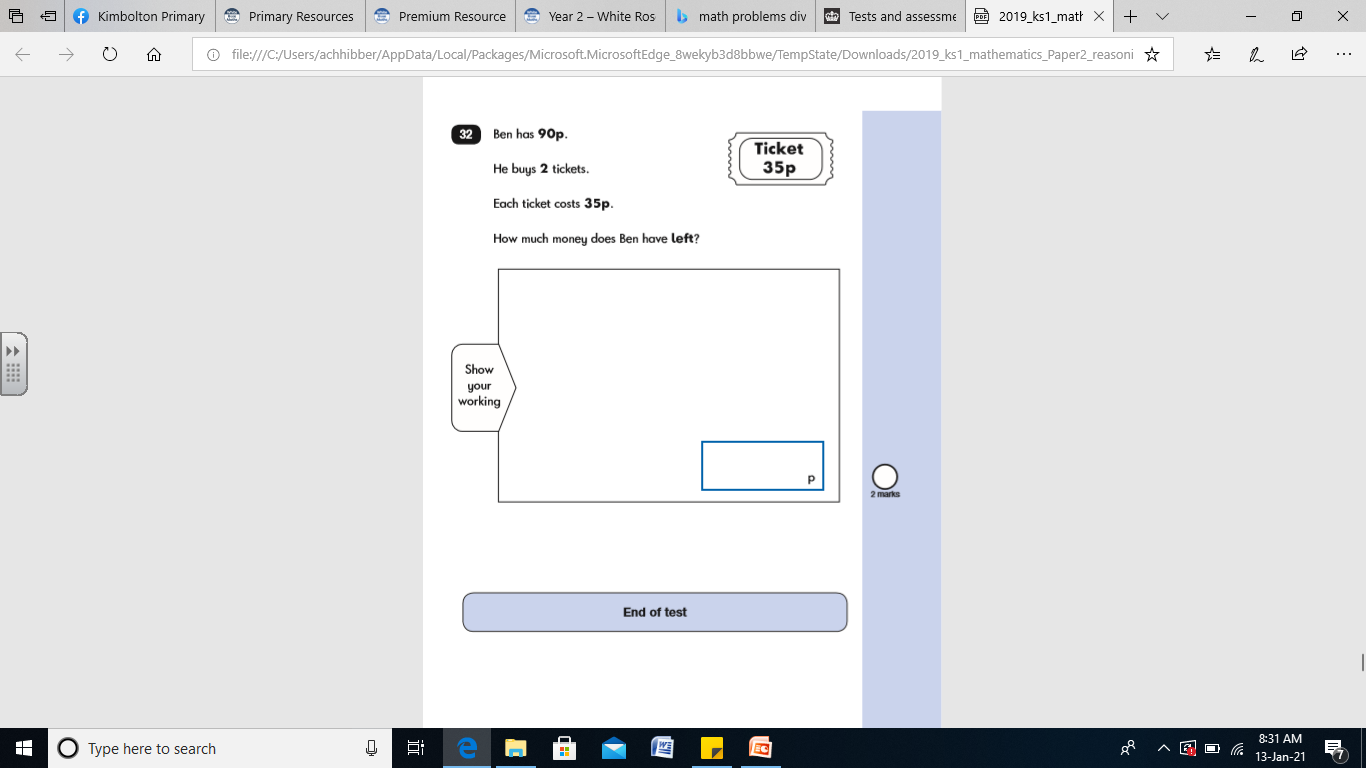 Kimbolton Primary
Primary Resources
Premium Resource
Year 2 – White Ros
math problems div
Tests and assessme
2019_ks1_math
file:///C:/Users/achhibber/AppData/Local/Packages/Microsoft.MicrosoftEdge_8wekyb3d8bbwe/TempState/Downloads/2019_ks1_mathematics_Paper2_reasoni
32 Ben has 90p.
Ticket
35p
He buys 2 tickets.
Each ticket costs 35p.
How much money does Ben have left?
Show
your
working
p
2 marks
End of test
Type here to search
8:31 AM
13-Jan-21
7